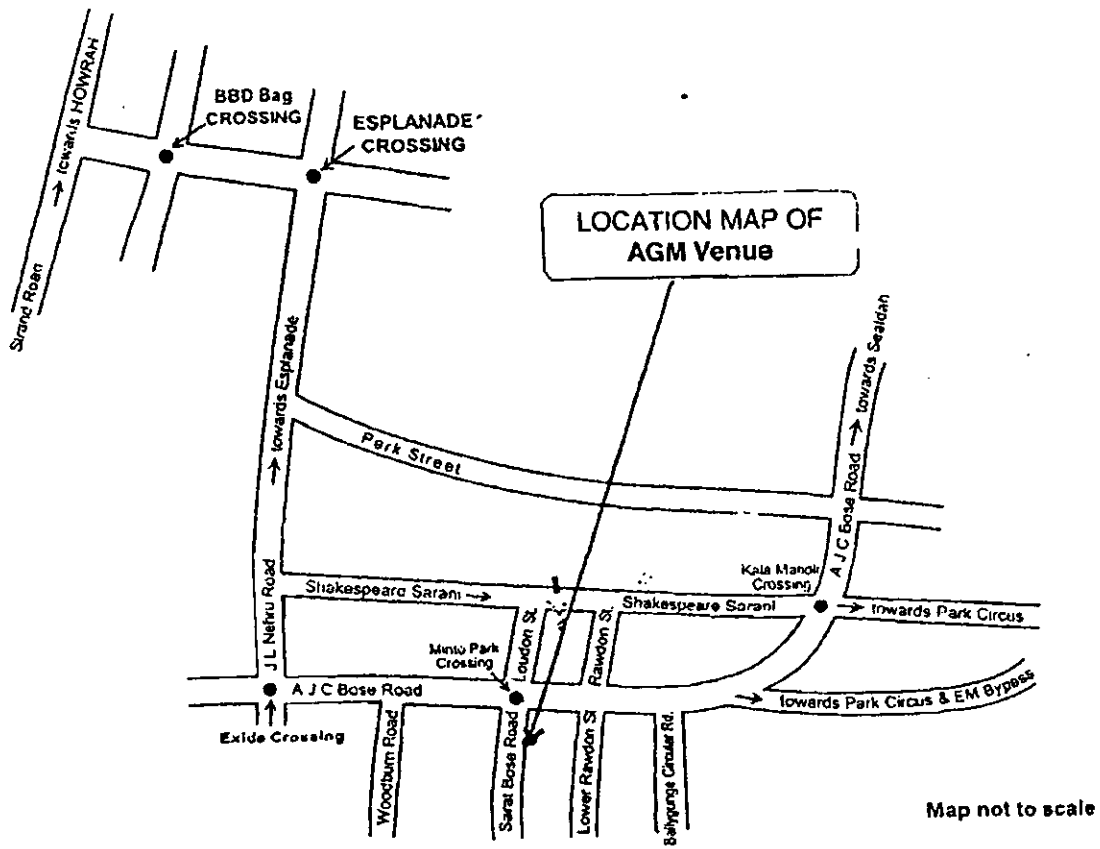 towards HOWRAH
Strand Road
BBD Bag
CROSSING
ESPLANADE
CROSSING
LOCATION MAP OF
AGM Venue
towards Esplanade
Park Street
towards Sealdah
A J C Bose Road
J L Nehru Road
Shakespeare Sarani
Shakespeare Sarani
Kala Mandir
Crossing
towards Park Circus
Loudon St.
Rawdon St.
Minto Park
Crossing
A J C Bose Road
towards Park Circus & EM Bypass
Exide Crossing
Woodburn Road
Sarat Bose Road
Lower Rawdon St.
Ballygunge Circular Rd.
Map not to scale